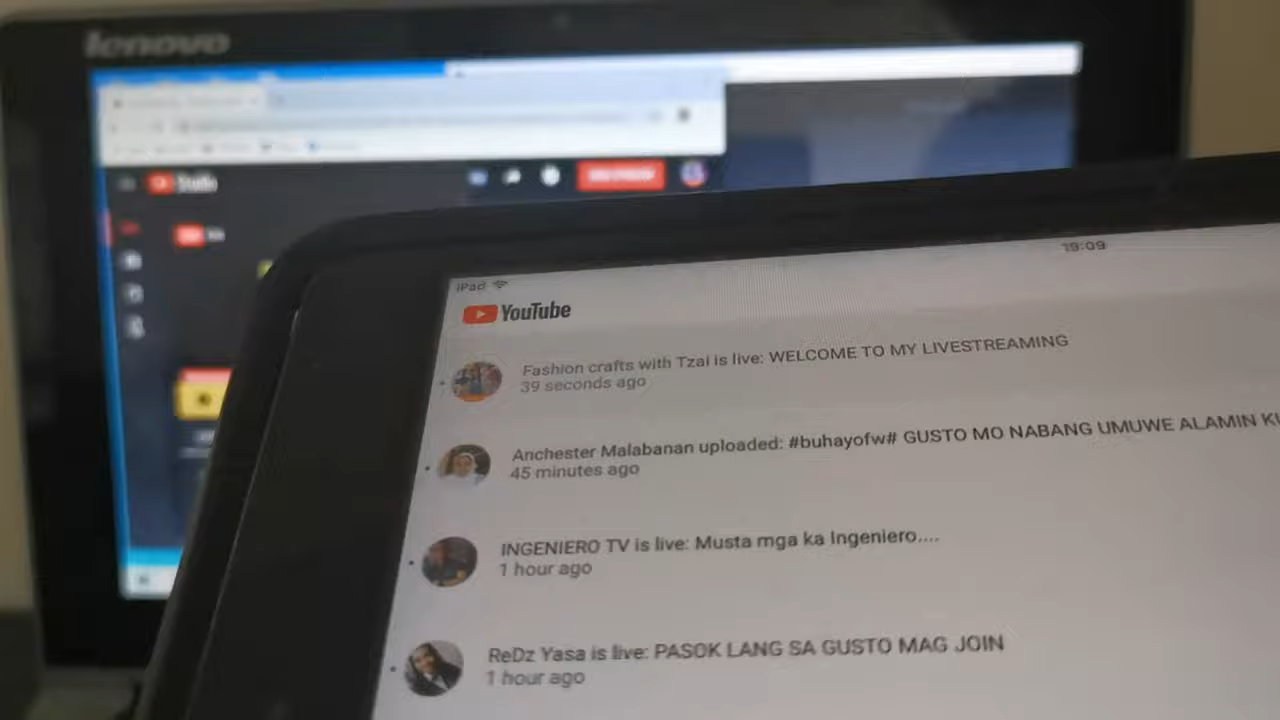 lenovo
Studio
iPad
19:09
YouTube
Fashion crafts with Tzai is live: WELCOME TO MY LIVESTREAMING
39 seconds ago
Anchester Malabanan uploaded: #buhayofw# GUSTO MO NABANG UMUWE ALAMIN
45 minutes ago
INGENIERO TV is live: Musta mga ka Ingeniero....
1 hour ago
ReDz Yasa is live: PASOK LANG SA GUSTO MAG JOIN
1 hour ago